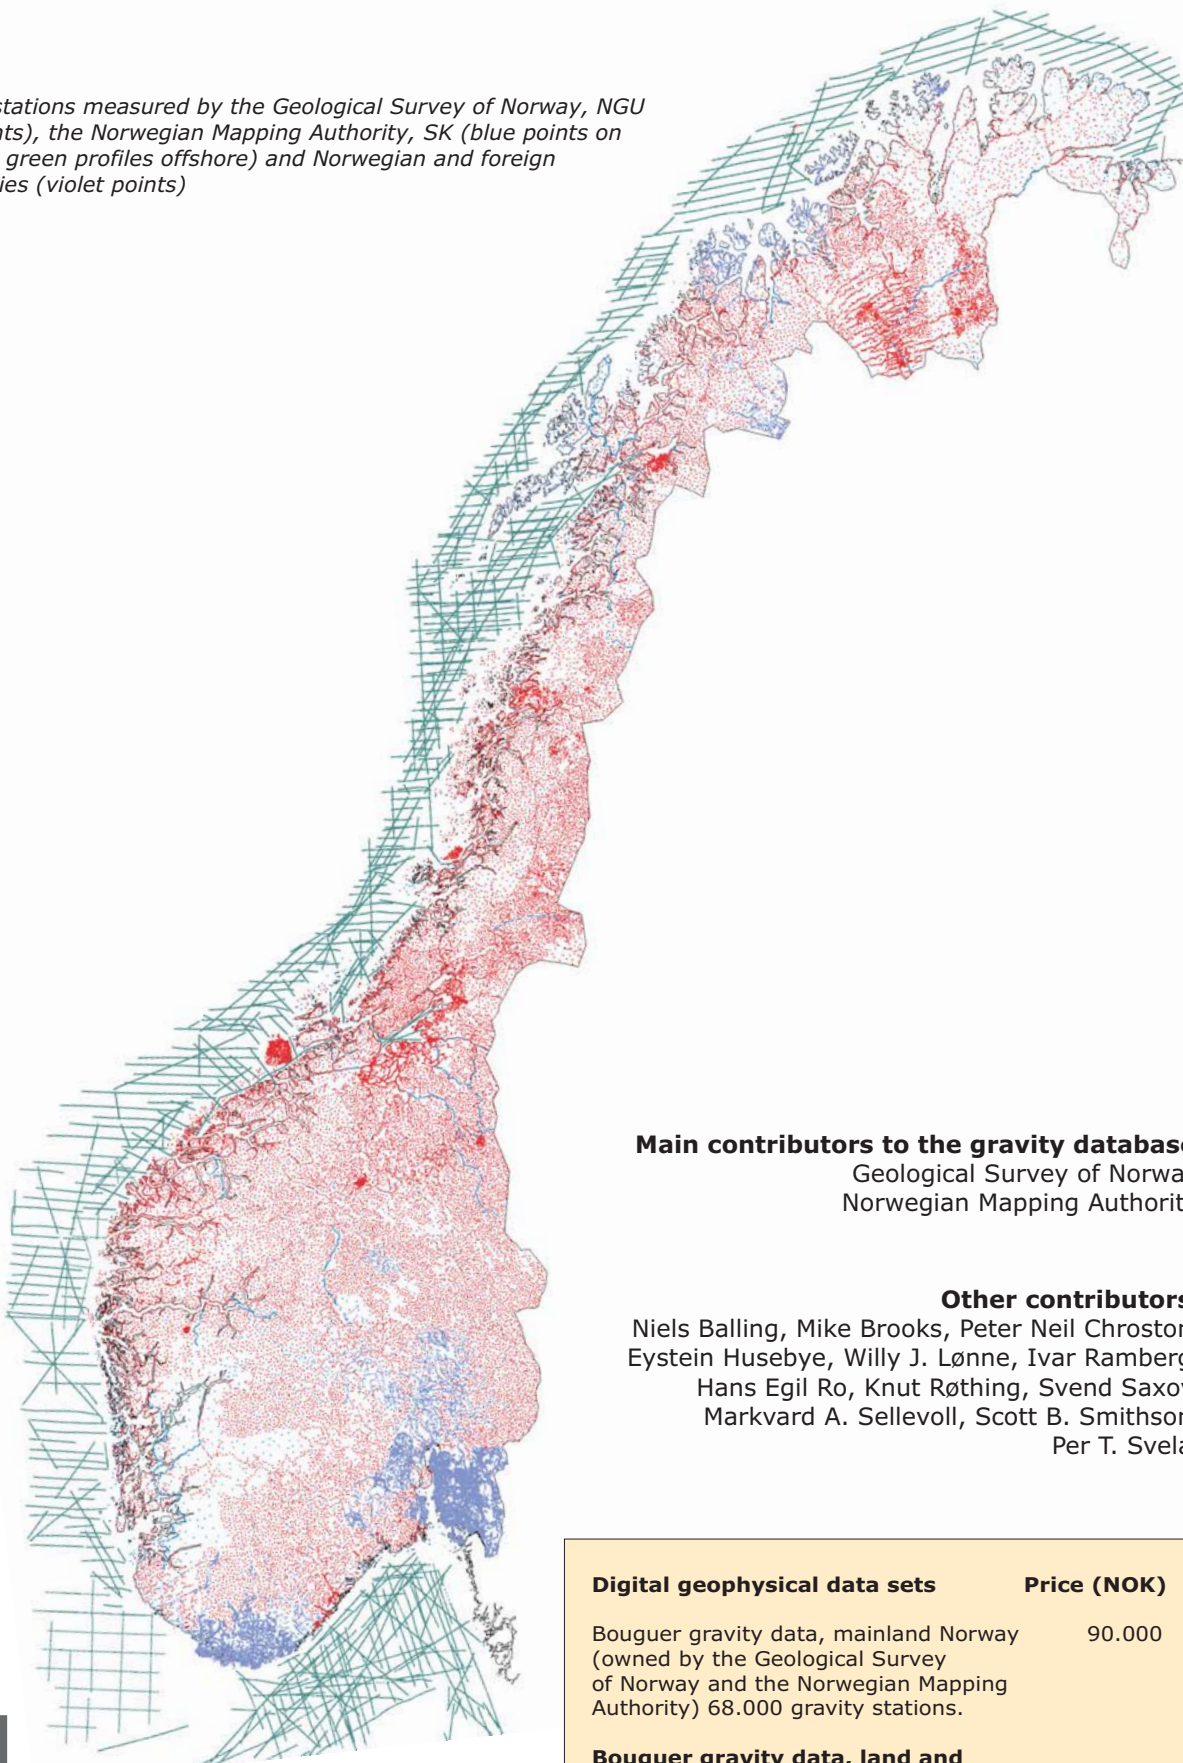 stations measured by the Geological Survey of Norway, NGU
nts), the Norwegian Mapping Authority, SK (blue points on
green profiles offshore) and Norwegian and foreign
ies (violet points)
Main contributors to the gravity database
Geological Survey of Norwa
Norwegian Mapping Authorit
Other contributors
Niels Balling, Mike Brooks, Peter Neil Chroston
Eystein Husebye, Willy J. Lønne, Ivar Ramberg
Hans Egil Ro, Knut Røthing, Svend Saxov
Markvard A. Sellevoll, Scott B. Smithson
Per T. Svela
Digital geophysical data sets Price (NOK)
Bouguer gravity data, mainland Norway 90.000
(owned by the Geological Survey
of Norway and the Norwegian Mapping
Authority) 68.000 gravity stations.
Bouguer gravity data, land and